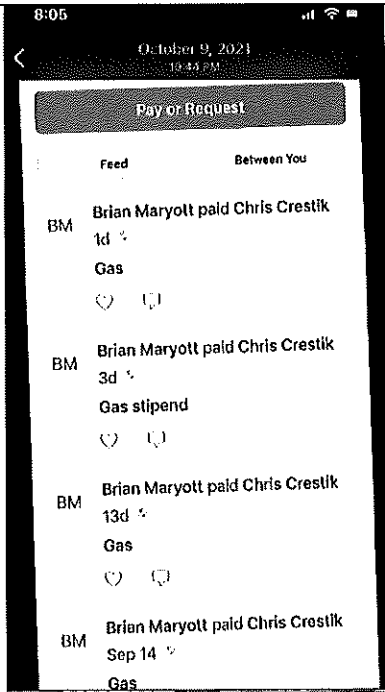 8:05
October 9, 2021
10:44 PM
Pay or Request
Feed Between You
BM
Brian Maryott paid Chris Crestik
1d
Gas
BM
Brian Maryott paid Chris Crestik
3d
Gas stipend
BM
Brian Maryott paid Chris Crestik
13d
Gas
BM
Brian Maryott paid Chris Crestik
Sep 14
Gas